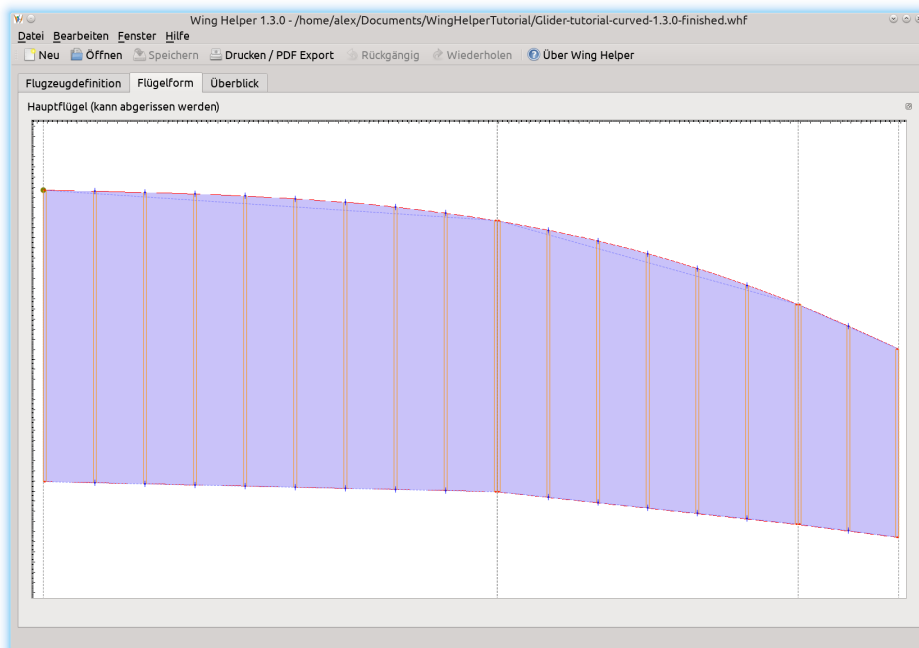 Wing Helper 1.3.0 - /home/alex/Documents/WingHelperTutorial/Glider-tutorial-curved-1.3.0-finished.whf
Datei Bearbeiten Fenster Hilfe
Neu Öffnen Speichern Drucken / PDF Export Rückgängig Wiederholen Über Wing Helper
Flugzeugdefinition Flügelform Überblick
Hauptflügel (kann abgerissen werden)